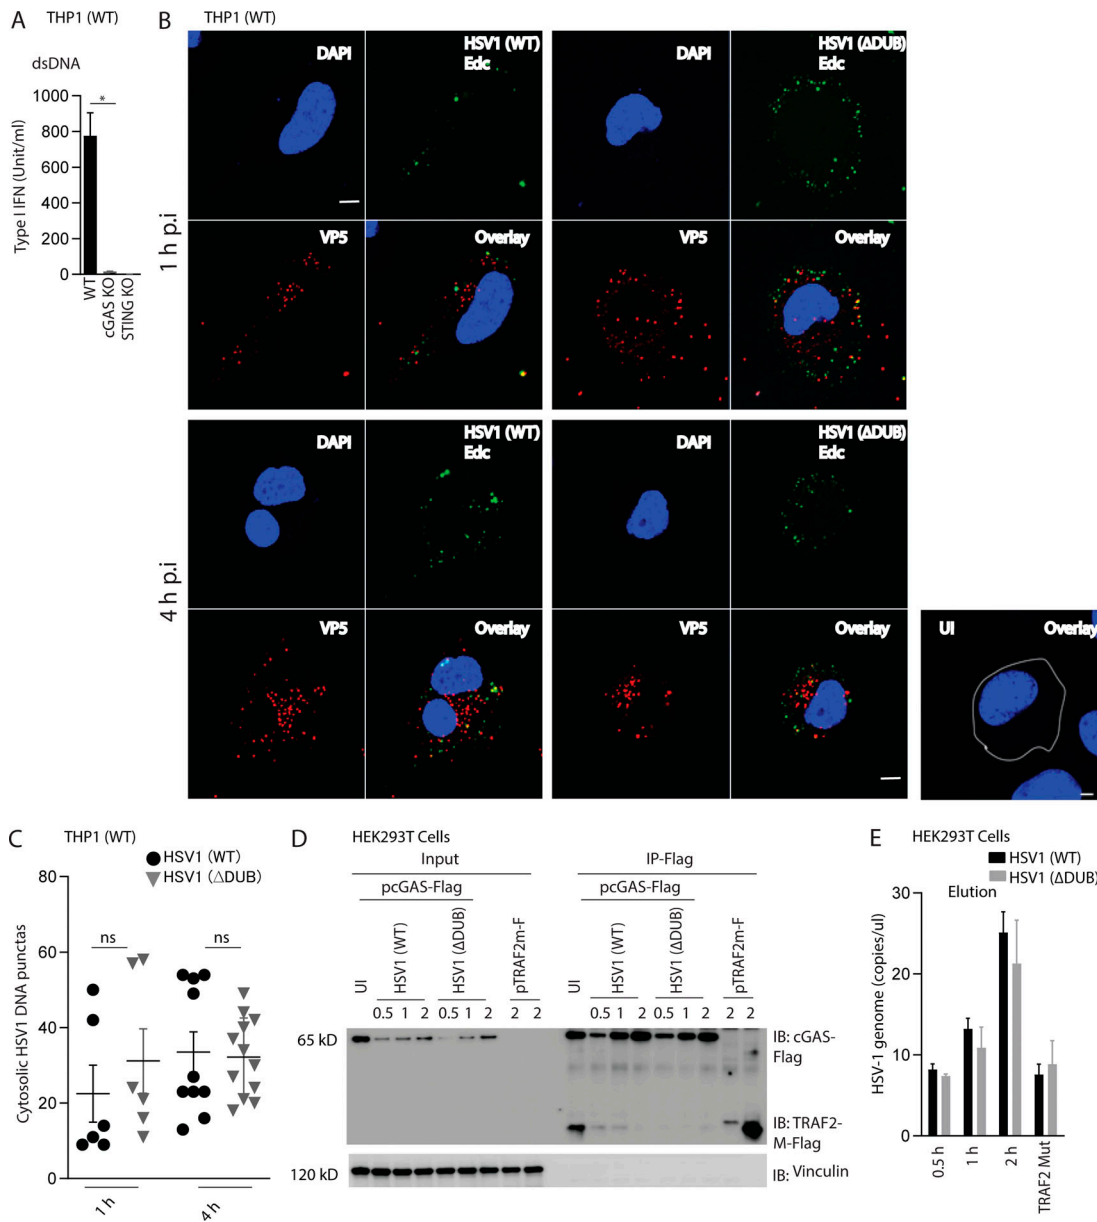 A THP1 (WT)
dsDNA
Type I IFN (Unit/ml)
1000
800
600
400
200
0
*
WT
cGAS KO
STING KO
B THP1 (WT)
1 h p.i
DAPI
HSV1 (WT)
Edc
DAPI
HSV1 (ΔDUB)
Edc
VP5
Overlay
VP5
Overlay
4 h p.i
DAPI
HSV1 (WT)
Edc
DAPI
HSV1 (ΔDUB)
Edc
VP5
Overlay
VP5
Overlay
UI
Overlay
C THP1 (WT)
HSV1 (WT)
HSV1 (△DUB)
Cytosolic HSV1 DNA punctas
80
60
40
20
0
ns
ns
1 h
4 h
D HEK293T Cells
Input
IP-Flag
pcGAS-Flag
pcGAS-Flag
UI
HSV1 (WT)
HSV1 (ΔDUB)
pTRAF2m-F
UI
HSV1 (WT)
HSV1 (ΔDUB)
pTRAF2m-F
0.5 1 2 0.5 1 2 2 2
0.5 1 2 0.5 1 2 2 2
65 kD
IB: cGAS-
Flag
IB: TRAF2-
M-Flag
120 kD
IB: Vinculin
E HEK293T Cells
HSV1 (WT)
HSV1 (ΔDUB)
Elution
HSV-1 genome (copies/ul)
30
20
10
0
0.5 h
1 h
2 h
TRAF2 Mut